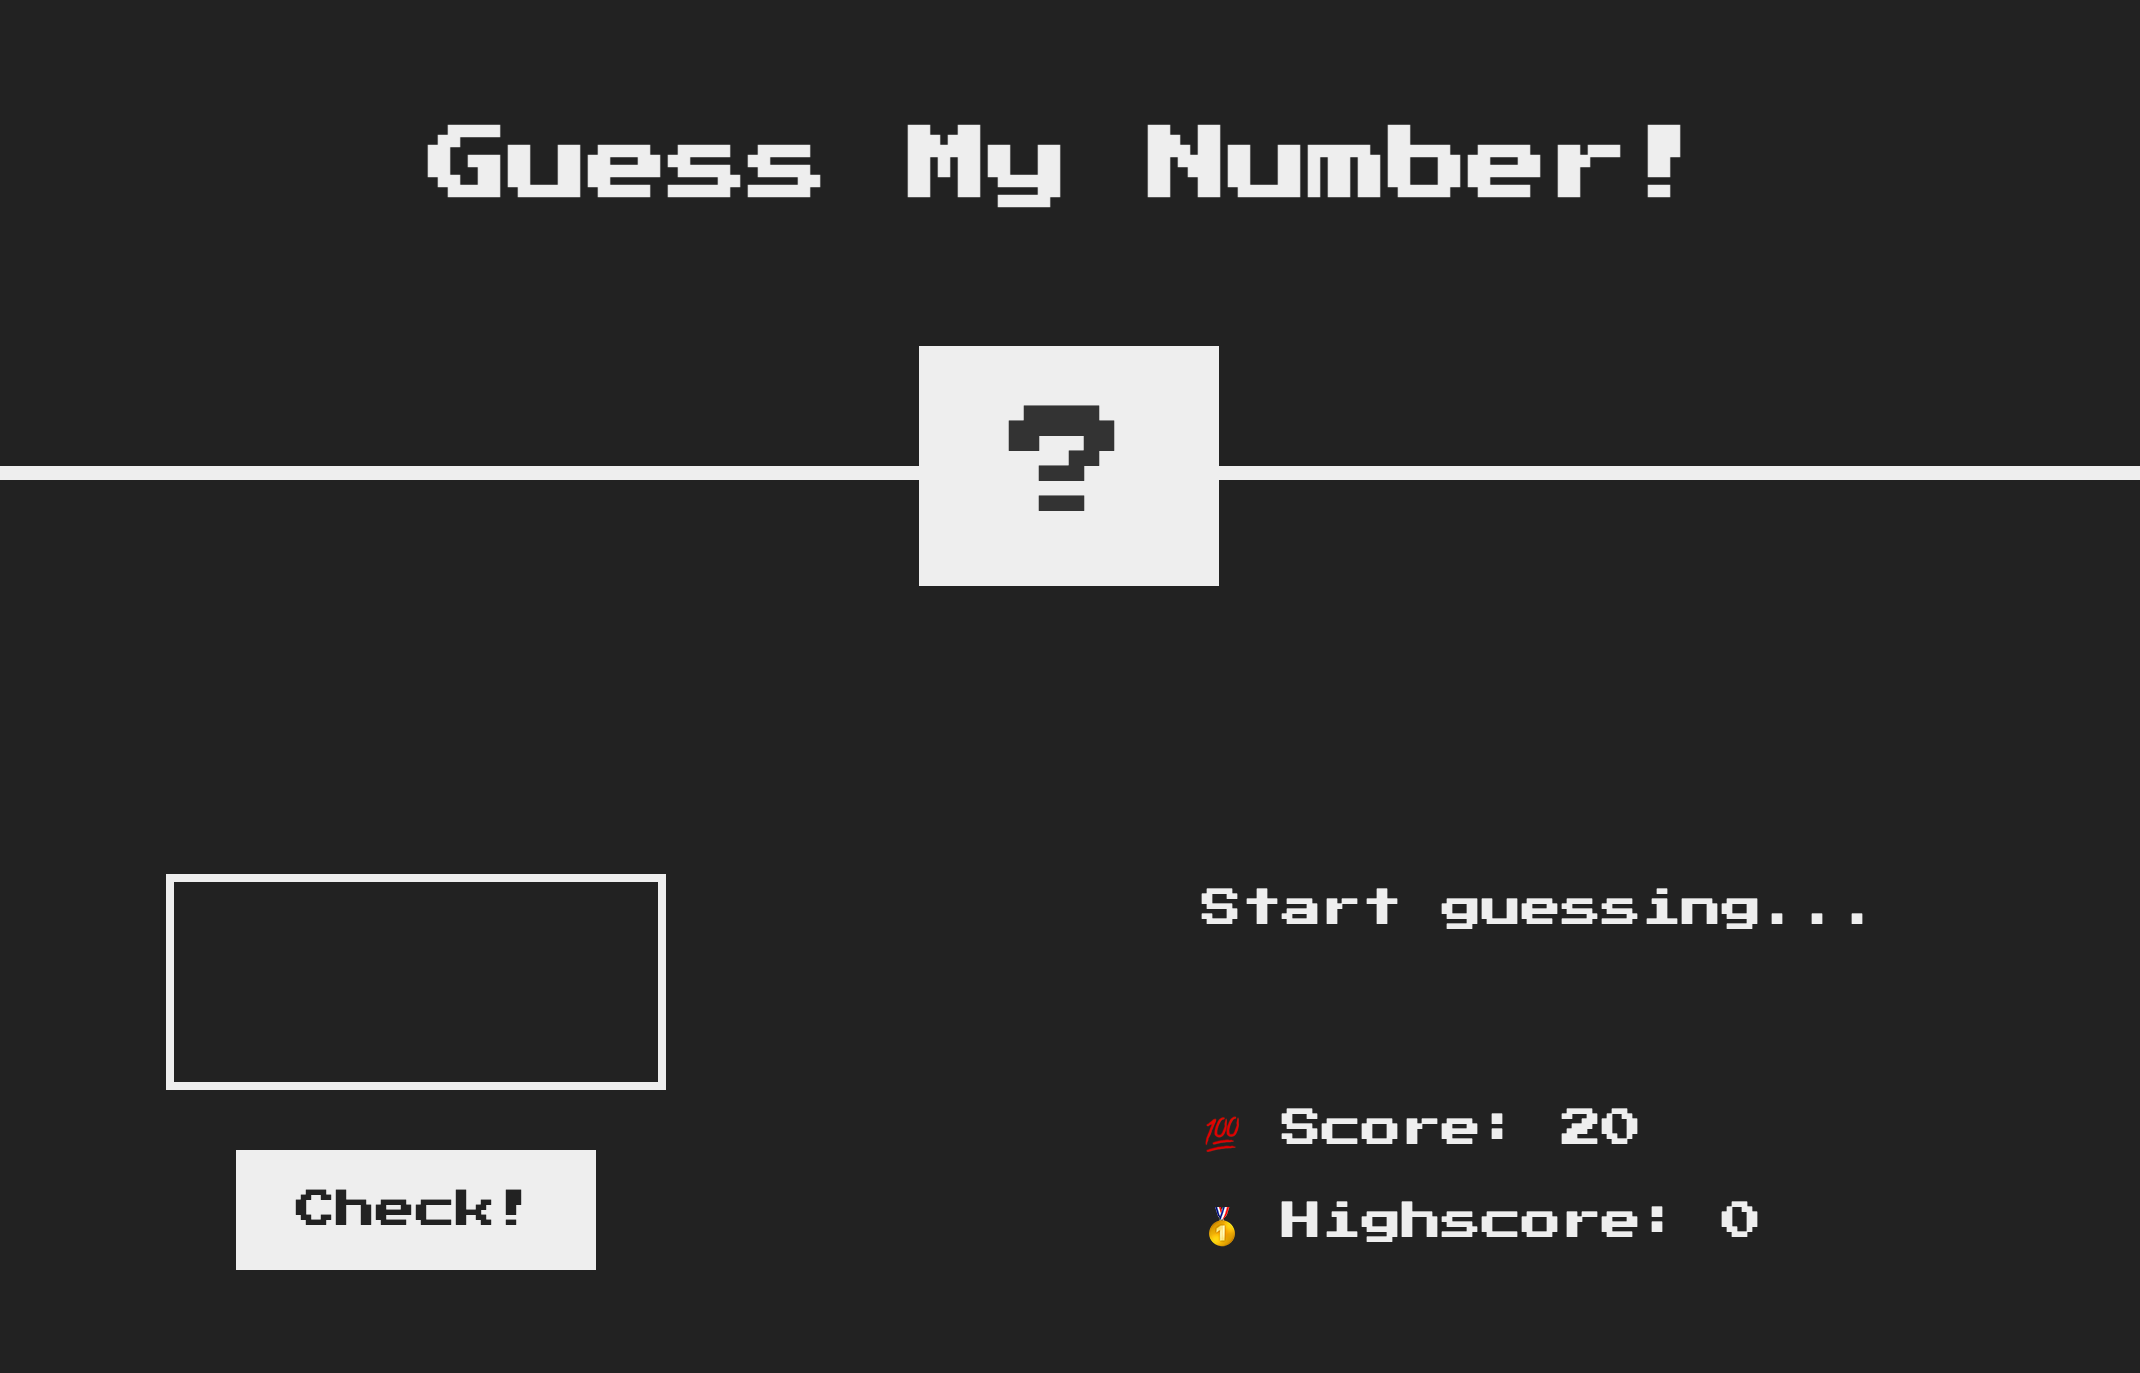 Guess My Number!
?
Start guessing...
💯 Score: 20
Check!
🥇 Highscore: 0